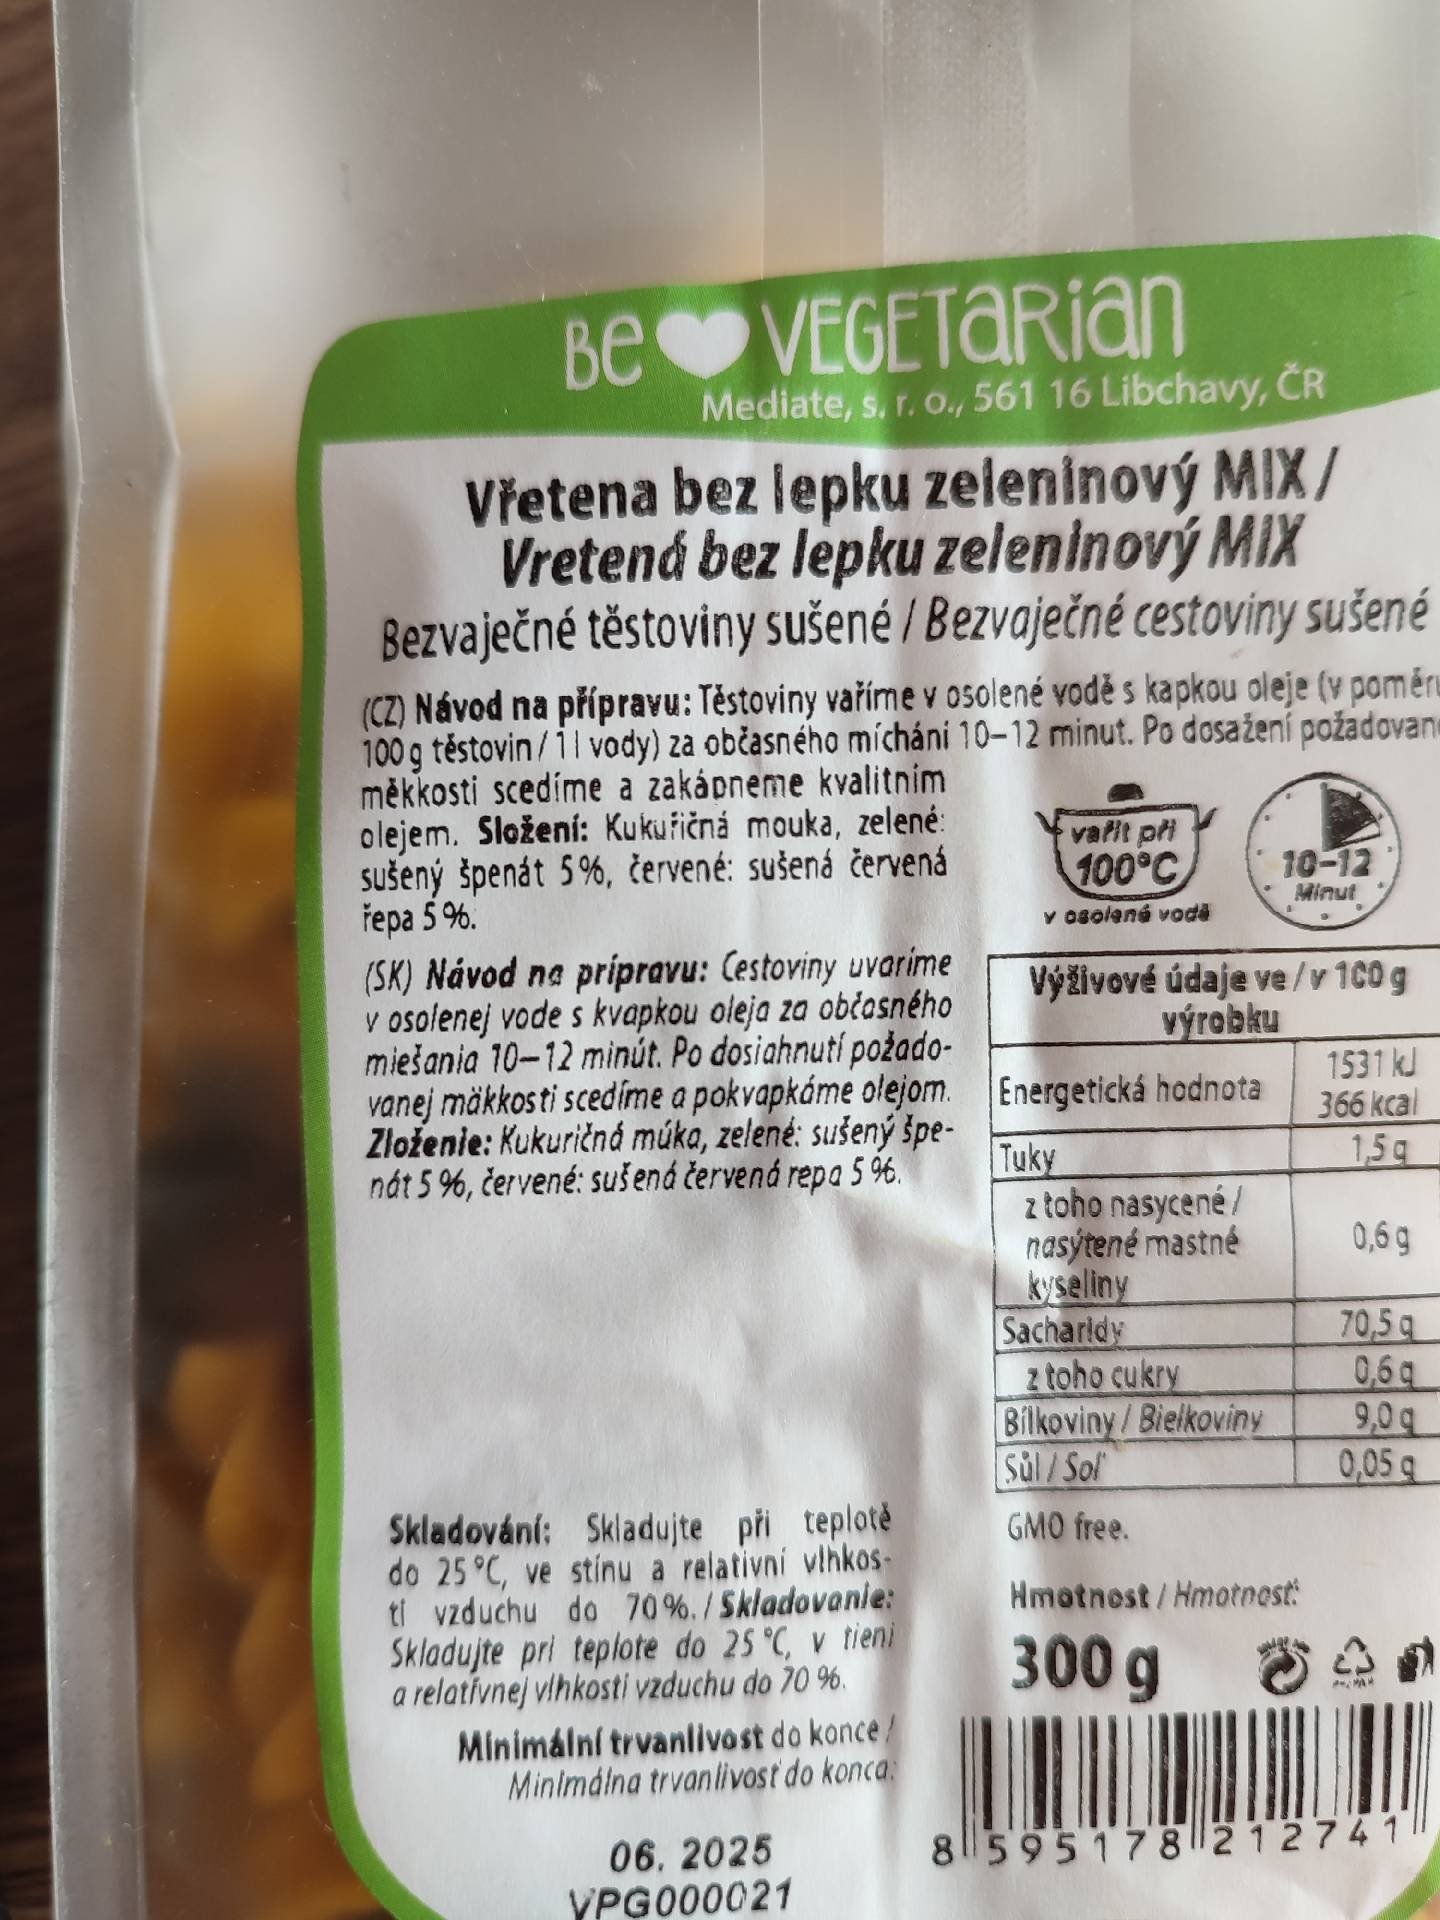 Be VEGETaRian
Mediate, s. r. o., 561 16 Libchavy, ČR
Vřetena bez lepku zeleninový MIX /
Vretená bez lepku zeleninový MIX
Bezvaječné těstoviny sušené / Bezvaječné cestoviny sušené
(CZ) Návod na přípravu: Těstoviny vaříme v osolené vodě s kapkou oleje (v poměru
100 g těstovin / 1 l vody) za občasného míchání 10–12 minut. Po dosažení požadované
měkkosti scedíme a zakápneme kvalitním
olejem. Složení: Kukuřičná mouka, zelené:
sušený špenát 5 %, červené: sušená červená
řepa 5 %.
vařit při
100°C
v osolené vodě
10–12
Minut
(SK) Návod na prípravu: Cestoviny uvaríme
v osolenej vode s kvapkou oleja za občasného
miešania 10–12 minút. Po dosiahnutí požado-
vanej mäkkosti scedíme a pokvapkáme olejom.
Zloženie: Kukuričná múka, zelené: sušený špe-
nát 5 %, červené: sušená červená repa 5 %.
Výživové údaje ve / v 100 g
výrobku
Energetická hodnota 1531 kJ
366 kcal
Tuky 1,5 g
z toho nasycené /
nasýtené mastné 0,6 g
kyseliny
Sacharidy 70,5 g
z toho cukry 0,6 g
Bílkoviny / Bielkoviny 9,0 g
Sůl / Soľ 0,05 g
GMO free.
Skladování: Skladujte při teplotě
do 25 °C, ve stínu a relativní vlhkos-
ti vzduchu do 70 %. / Skladovanie:
Skladujte pri teplote do 25 °C, v tieni
a relatívnej vlhkosti vzduchu do 70 %.
Hmotnost / Hmotnosť:
300 g
Minimální trvanlivost do konce /
Minimálna trvanlivosť do konca:
06. 2025
VPG000021
8 595178 212741